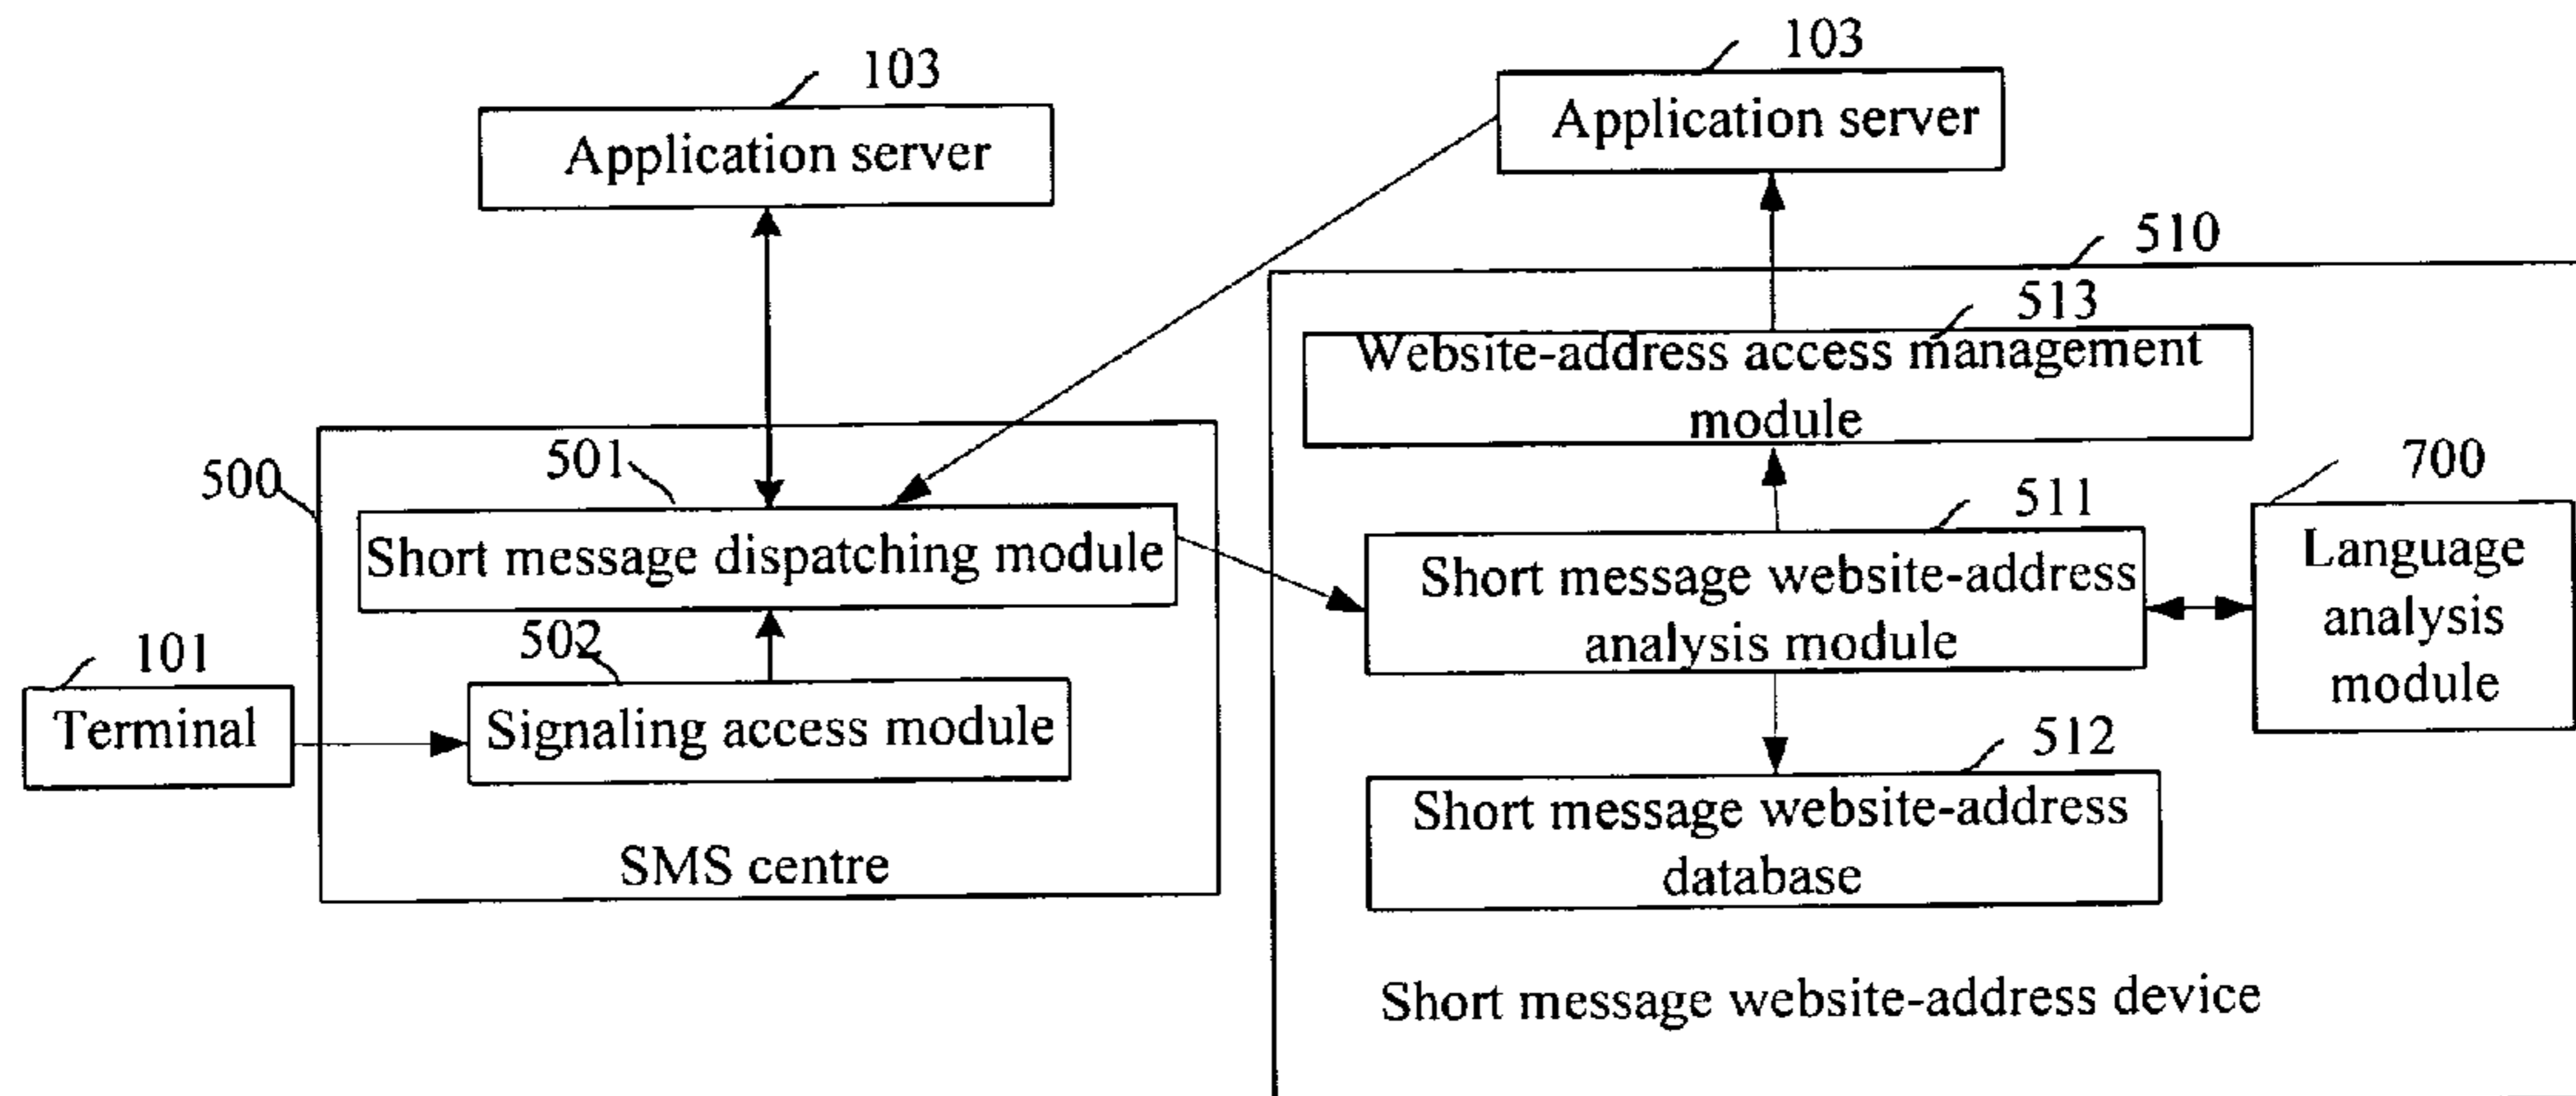 103
Application server
103
Application server
510
513
Website-address access management
module
500
501
Short message dispatching module
502
Signaling access module
SMS centre
101
Terminal
511
Short message website-address
analysis module
700
Language
analysis
module
512
Short message website-address
database
Short message website-address device